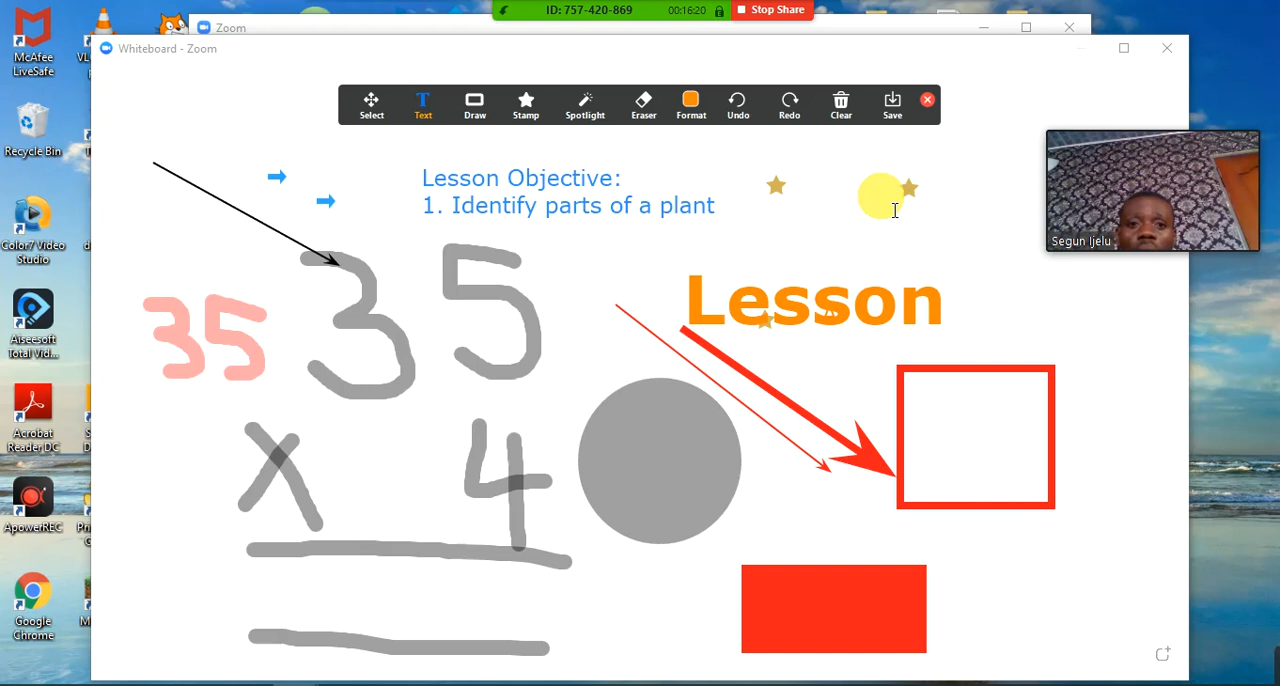 ID: 757-420-869
00:16:20
Stop Share
Zoom
Whiteboard - Zoom
McAfee
LiveSafe
VL
Recycle Bin
Color7 Video
Studio
d
Aiseesoft
Total Vid...
Acrobat
Reader DC
S
D
ApowerREC
Pri
G
Google
Chrome
M
Select
Text
Draw
Stamp
Spotlight
Eraser
Format
Undo
Redo
Clear
Save
Lesson Objective:
1. Identify parts of a plant
Segun Ijelu
35
35
x 4
Lesson